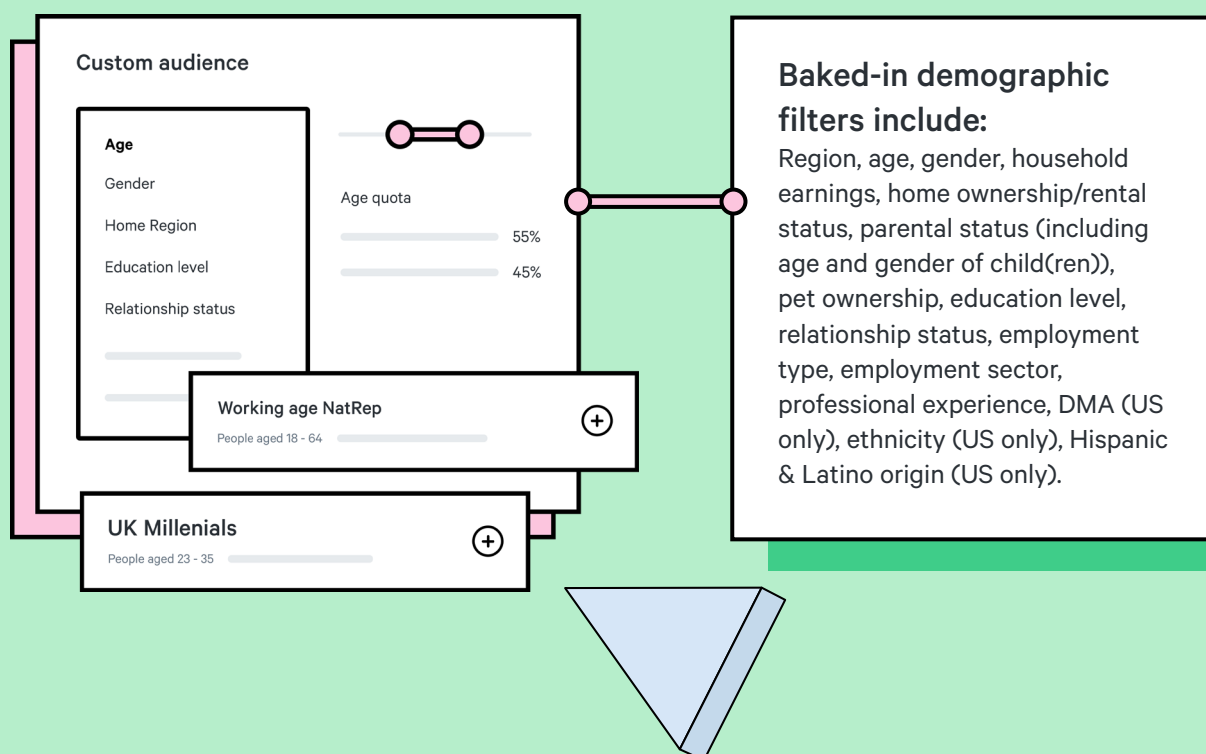 Custom audience
Age
Gender
Home Region
Education level
Relationship status
Age quota
55%
45%
Working age NatRep
People aged 18 - 64
UK Millenials
People aged 23 - 35
Baked-in demographic
filters include:
Region, age, gender, household
earnings, home ownership/rental
status, parental status (including
age and gender of child(ren)),
pet ownership, education level,
relationship status, employment
type, employment sector,
professional experience, DMA (US
only), ethnicity (US only), Hispanic
& Latino origin (US only).